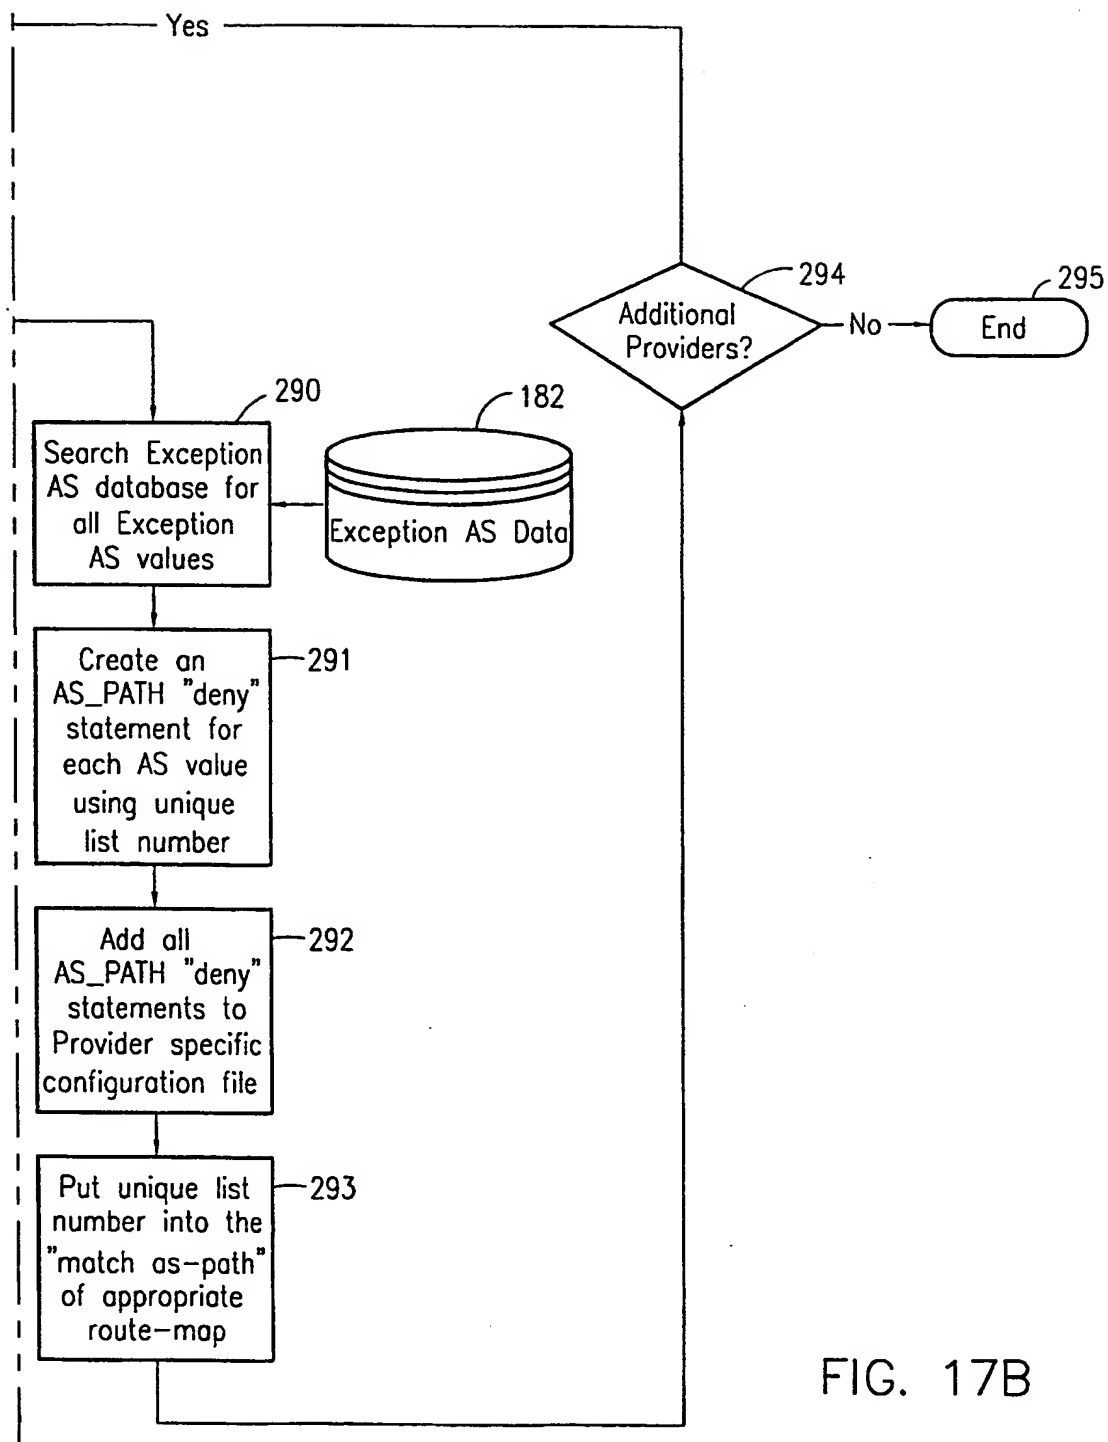 Yes
294
Additional
Providers?
No
295
End
290
Search Exception
AS database for
all Exception
AS values
182
Exception AS Data
291
Create an
AS_PATH "deny"
statement for
each AS value
using unique
list number
292
Add all
AS_PATH "deny"
statements to
Provider specific
configuration file
293
Put unique list
number into the
"match as-path"
of appropriate
route-map
FIG. 17B